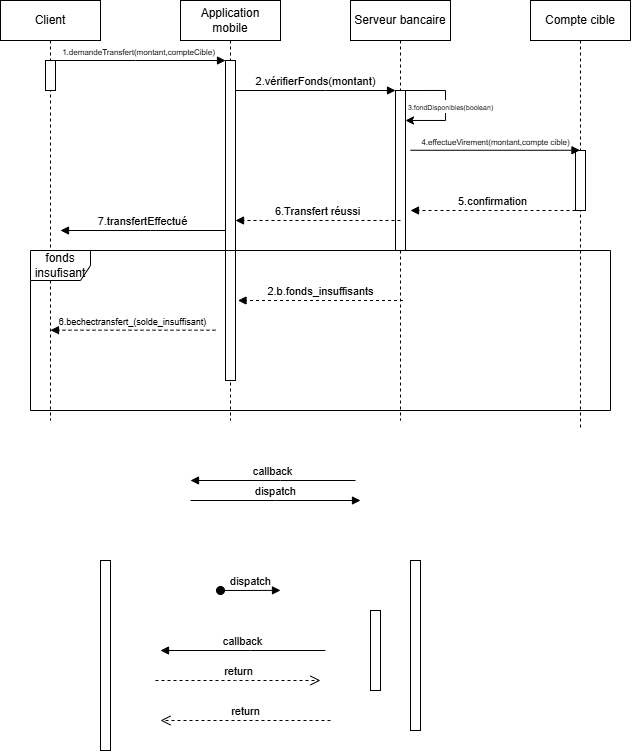 Client
Application
mobile
Serveur bancaire
Compte cible
1.demandeTransfert(montant,compteCible)
2.vérifierFonds(montant)
3.fondDisponibles(boolean)
4.effectueVirement(montant,compte cible)
5.confirmation
6.Transfert réussi
7.transfertEffectué
fonds
insufisant
2.b.fonds_insuffisants
6.bechectransfert_(solde_insuffisant)
callback
dispatch
dispatch
callback
return
return